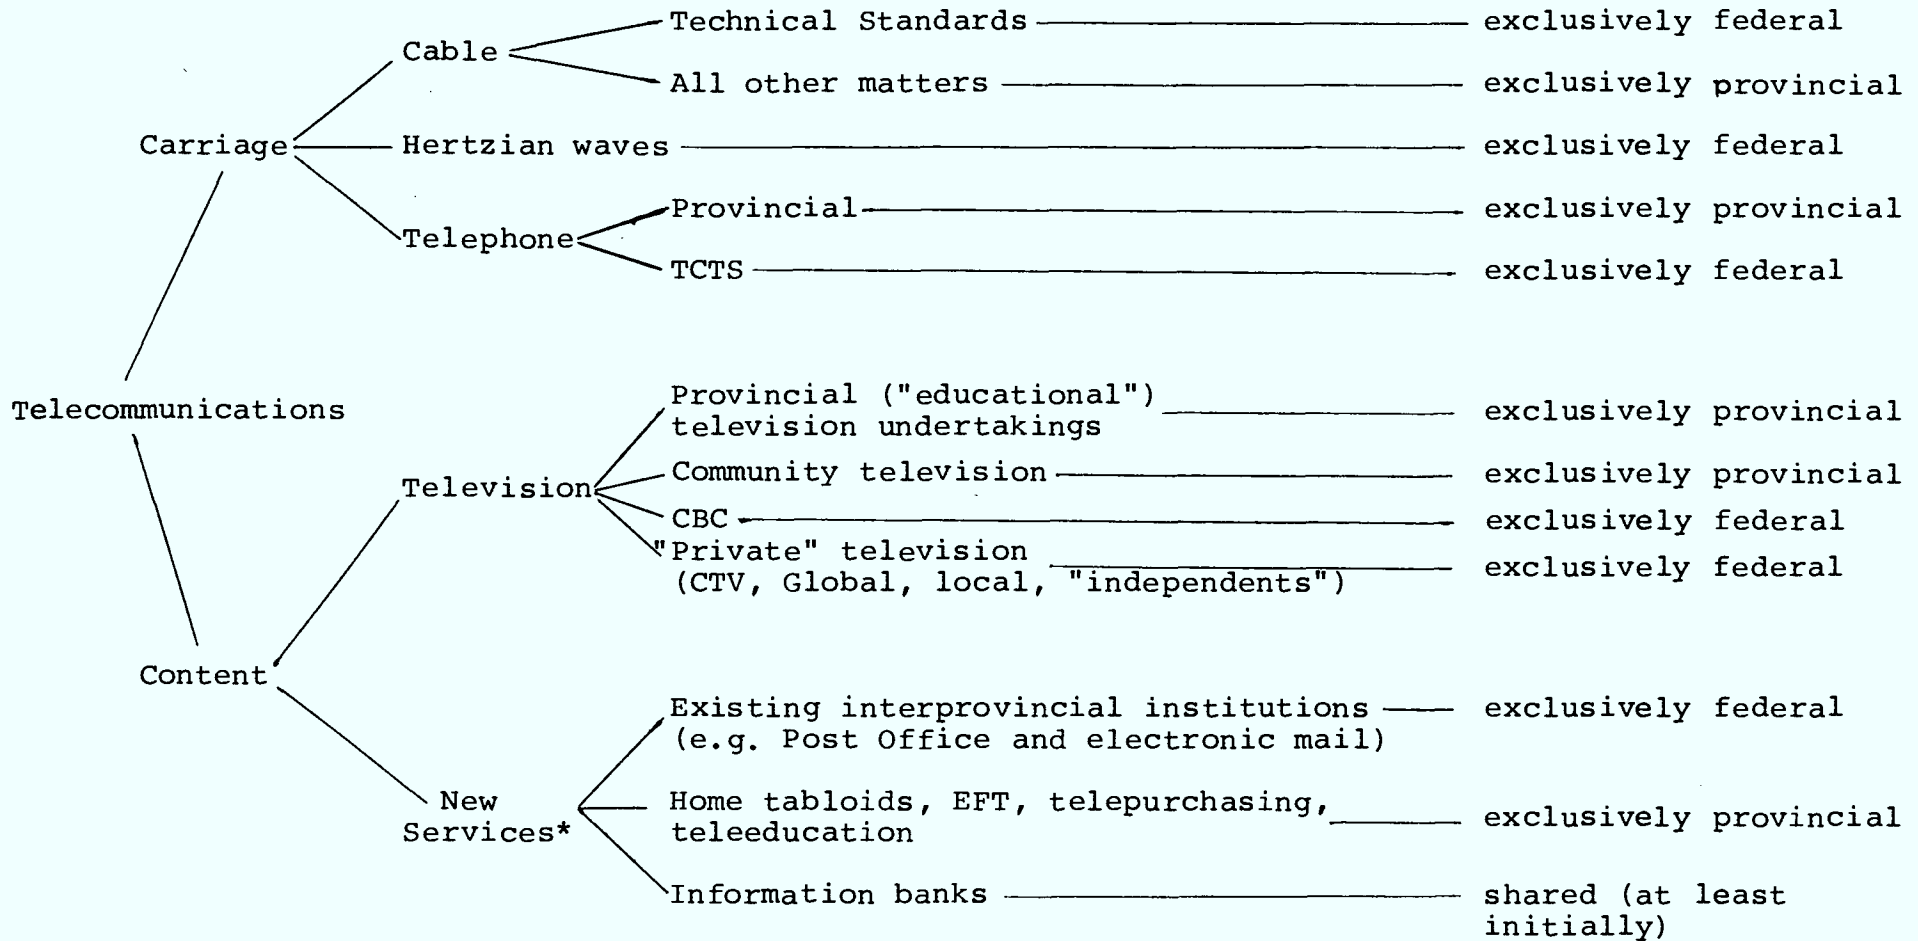 Technical Standards exclusively federal
Cable
All other matters exclusively provincial
Carriage Hertzian waves exclusively federal
Provincial exclusively provincial
Telephone
TCTS exclusively federal
Telecommunications
Provincial ("educational")
television undertakings exclusively provincial
Community television exclusively provincial
Television
CBC exclusively federal
"Private" television
(CTV, Global, local, "independents") exclusively federal
Content
Existing interprovincial institutions exclusively federal
(e.g. Post Office and electronic mail)
New
Services*
Home tabloids, EFT, telepurchasing,
teleeducation exclusively provincial
Information banks shared (at least
initially)